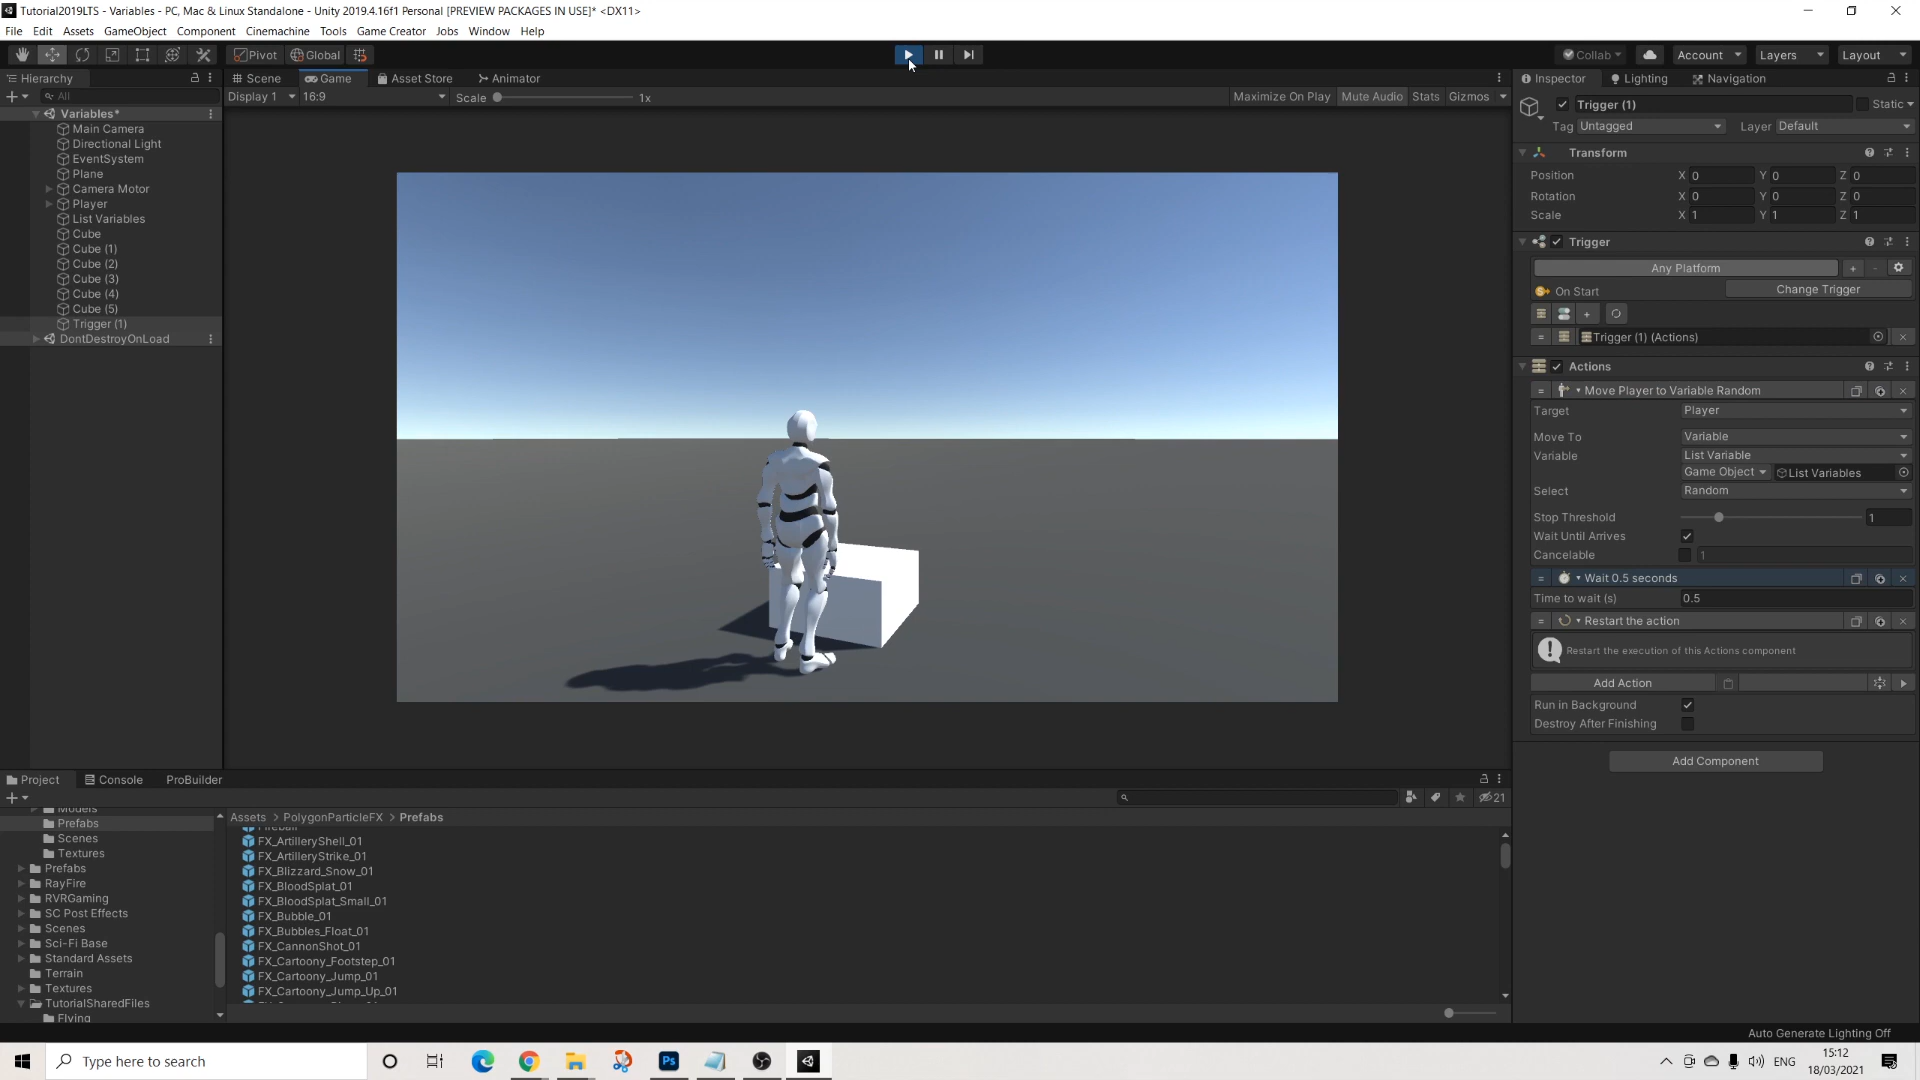 Tutorial2019LTS - Variables - PC, Mac & Linux Standalone - Unity 2019.4.16f1 Personal [PREVIEW PACKAGES IN USE]* <DX11>
File Edit Assets GameObject Component Cinemachine Tools Game Creator Jobs Window Help
Pivot Global Collab Account Layers Layout
Hierarchy Scene Game Asset Store Animator Inspector Lighting Navigation
All Display 1 16:9 Scale 1x Maximize On Play Mute Audio Stats Gizmos
Variables*
Main Camera
Directional Light
EventSystem
Plane
Camera Motor
Player
List Variables
Cube
Cube (1)
Cube (2)
Cube (3)
Cube (4)
Cube (5)
Trigger (1)
DontDestroyOnLoad
Trigger (1) Static
Tag Untagged Layer Default
Transform
Position X 0 Y 0 Z 0
Rotation X 0 Y 0 Z 0
Scale X 1 Y 1 Z 1
Trigger
Any Platform + -
On Start Change Trigger
Trigger (1) (Actions)
Actions
Move Player to Variable Random
Target Player
Move To Variable
Variable List Variable
Game Object List Variables
Select Random
Stop Threshold 1
Wait Until Arrives
Cancelable 1
Wait 0.5 seconds
Time to wait (s) 0.5
Restart the action
Restart the execution of this Actions component
Add Action
Run in Background
Destroy After Finishing
Add Component
Project Console ProBuilder
21
Models
Prefabs
Scenes
Textures
Prefabs
RayFire
RVRGaming
SC Post Effects
Scenes
Sci-Fi Base
Standard Assets
Terrain
Textures
TutorialSharedFiles
Flying
Assets > PolygonParticleFX > Prefabs
Fireball
FX_ArtilleryShell_01
FX_ArtilleryStrike_01
FX_Blizzard_Snow_01
FX_BloodSplat_01
FX_BloodSplat_Small_01
FX_Bubble_01
FX_Bubbles_Float_01
FX_CannonShot_01
FX_Cartoony_Footstep_01
FX_Cartoony_Jump_01
FX_Cartoony_Jump_Up_01
Auto Generate Lighting Off
Type here to search
Ps
ENG
15:12
18/03/2021